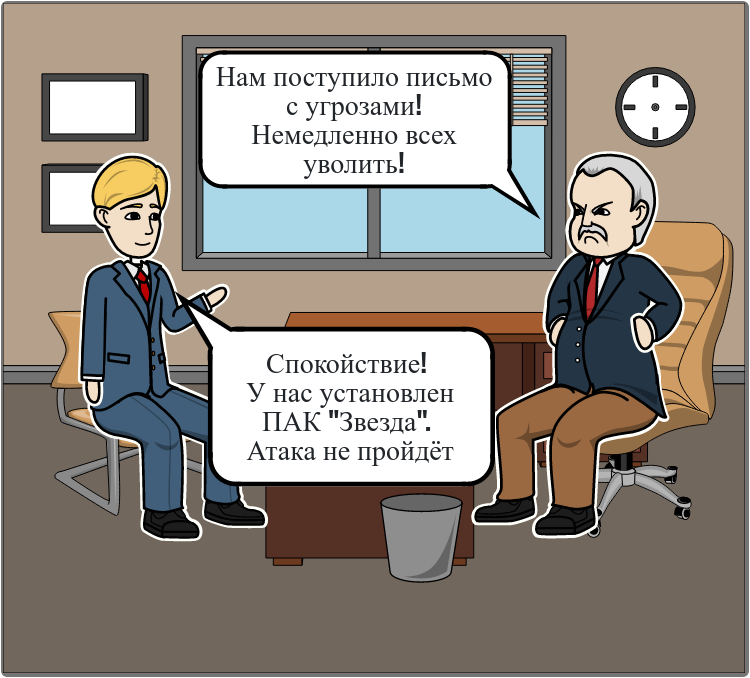 Нам поступило письмо
с угрозами!
Немедленно всех
уволить!
Спокойствие!
У нас установлен
ПАК "Звезда".
Атака не пройдёт